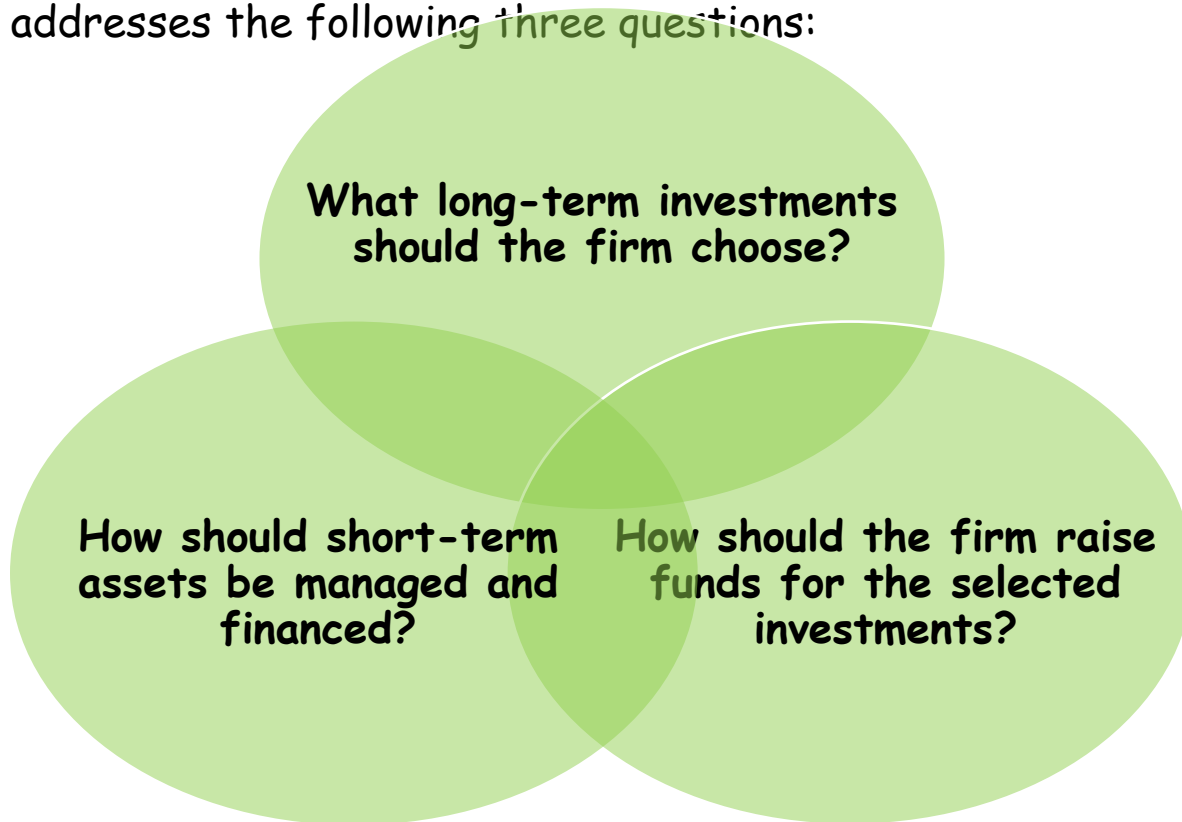 addresses the following three questions:
What long-term investments
should the firm choose?
How should short-term
assets be managed and
financed?
How should the firm raise
funds for the selected
investments?